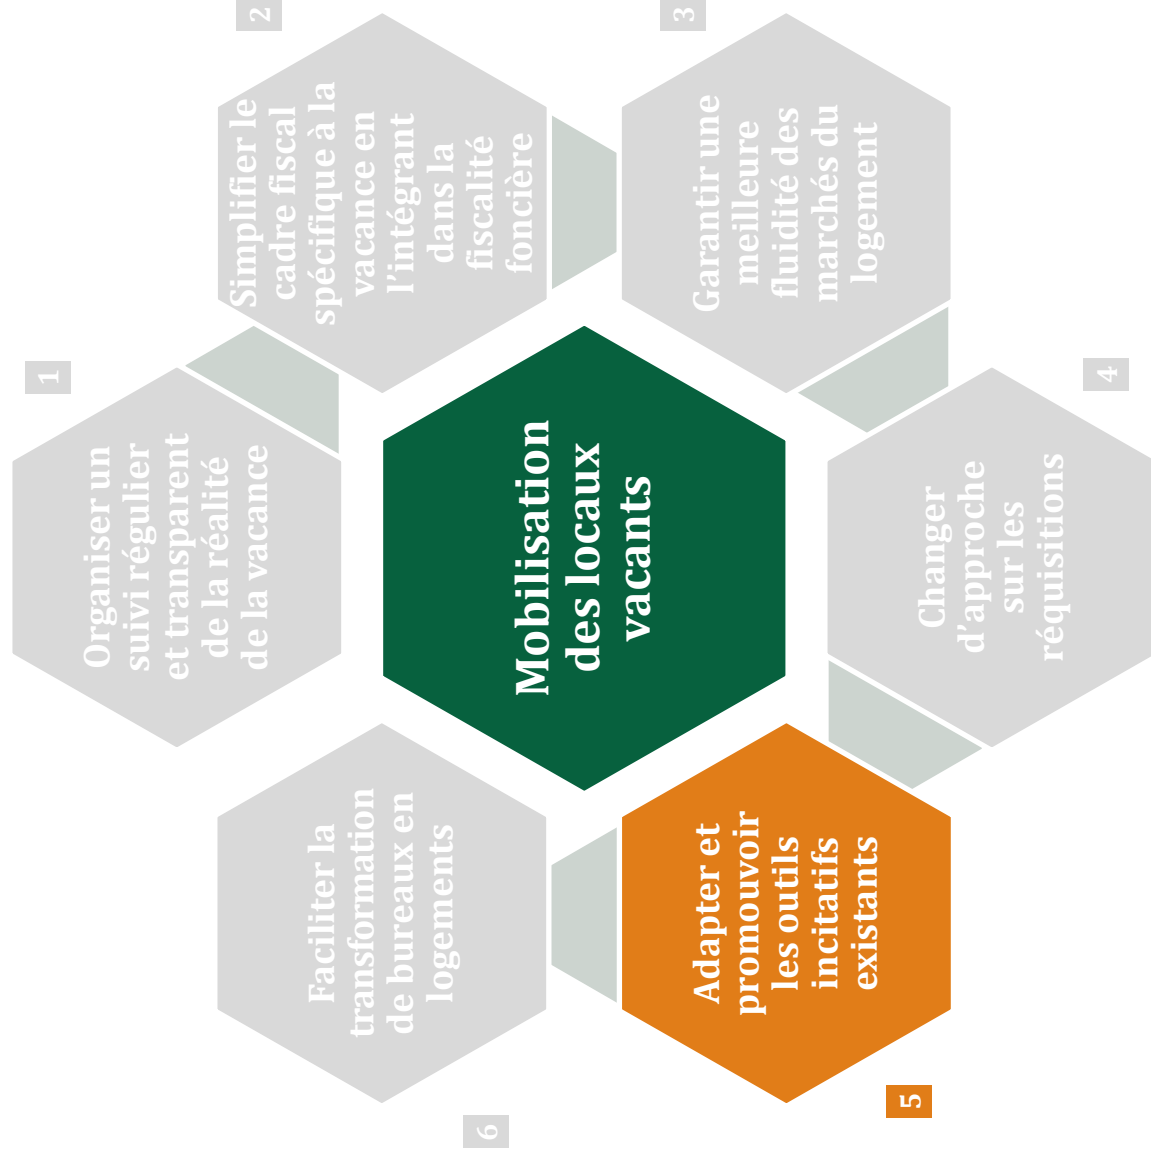 Mobilisation
des locaux
vacants
1
Organiser un
suivi régulier
et transparent
de la réalité
de la vacance
2
Simplifier le
cadre fiscal
spécifique à la
vacance en
l’intégrant
dans la
fiscalité
foncière
3
Garantir une
meilleure
fluidité des
marchés du
logement
4
Changer
d’approche
sur les
réquisitions
5
Adapter et
promouvoir
les outils
incitatifs
existants
6
Faciliter la
transformation
de bureaux en
logements